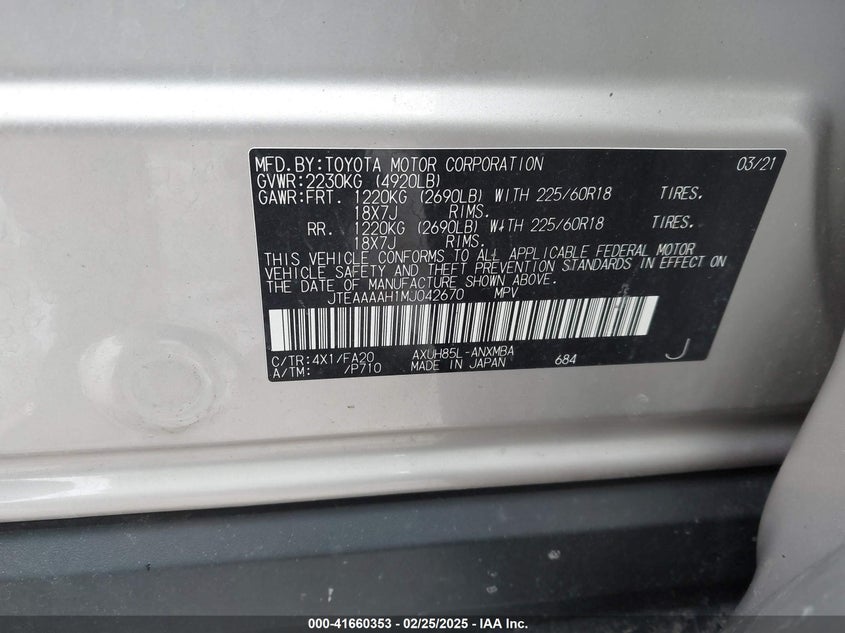 MFD.BY:TOYOTA MOTOR CORPORATION 03/21
GVWR:2230KG (4920LB)
GAWR:FRT. 1220KG (2690LB) WITH 225/60R18 TIRES.
18X7J RIMS.
RR. 1220KG (2690LB) WITH 225/60R18 TIRES.
18X7J RIMS.
THIS VEHICLE CONFORMS TO ALL APPLICABLE FEDERAL MOTOR
VEHICLE SAFETY AND THEFT PREVENTION STANDARDS IN EFFECT ON
THE DATE OF MANUFACTURE SHOWN ABOVE.
JTEAAAAH1MJ042670 MPV
C/TR:4X1/FA20 AXUH85L-ANXMBA
A/TM: /P710 MADE IN JAPAN 684 J
000-41660353 - 02/25/2025 - IAA Inc.